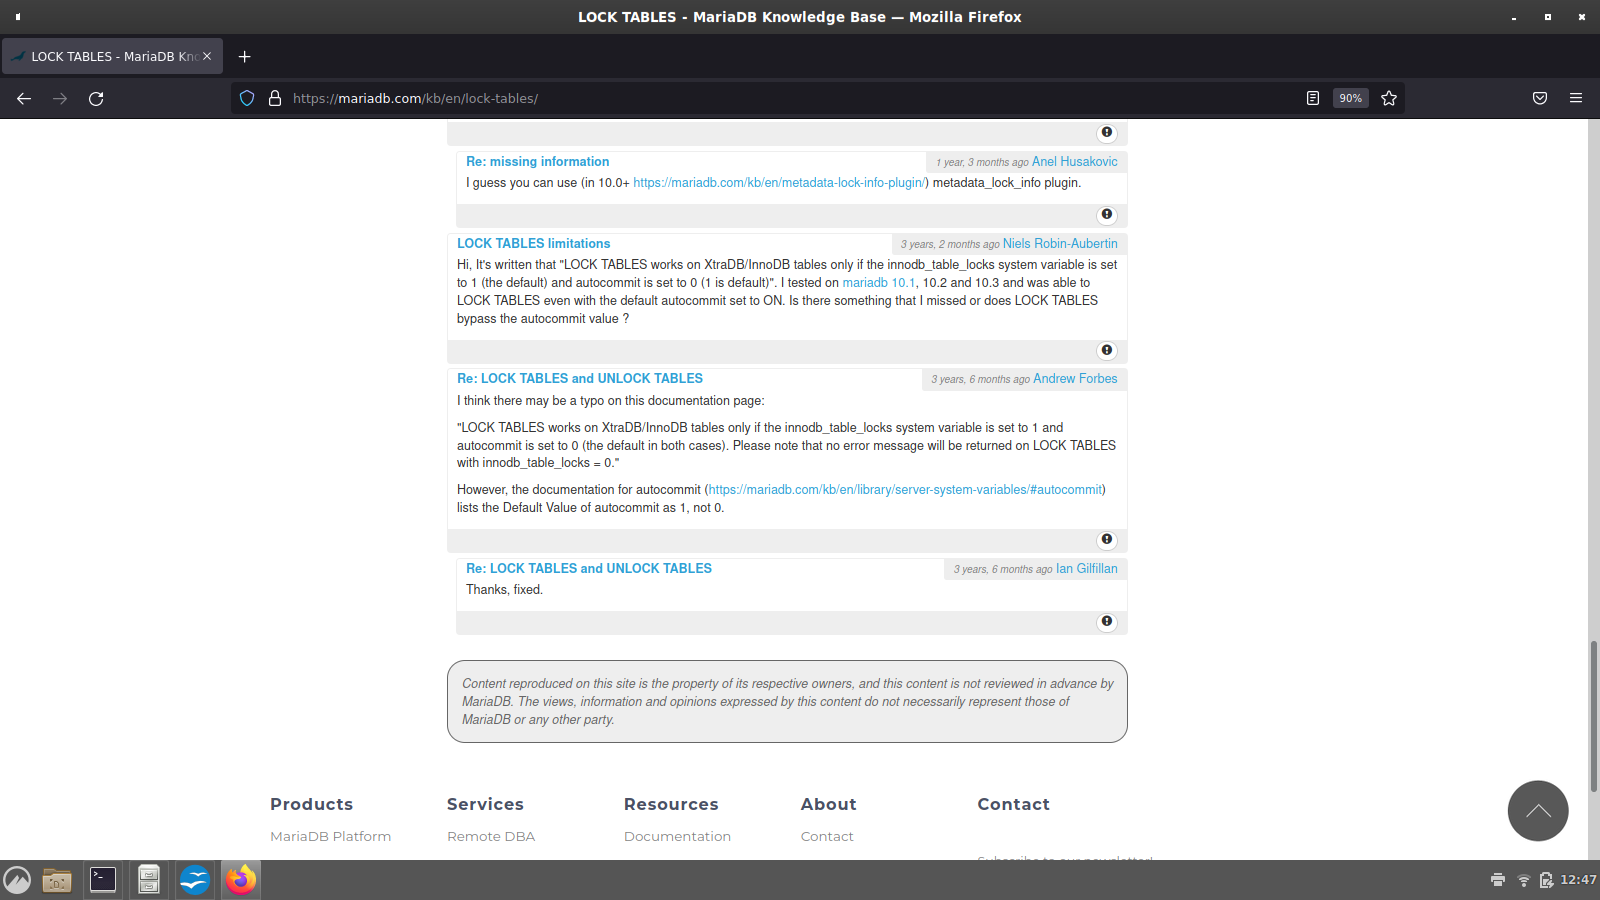 LOCK TABLES - MariaDB Knowledge Base — Mozilla Firefox
LOCK TABLES - MariaDB Kno
https://mariadb.com/kb/en/lock-tables/
90%
Re: missing information
1 year, 3 months ago Anel Husakovic
I guess you can use (in 10.0+ https://mariadb.com/kb/en/metadata-lock-info-plugin/) metadata_lock_info plugin.
LOCK TABLES limitations
3 years, 2 months ago Niels Robin-Aubertin
Hi, It's written that "LOCK TABLES works on XtraDB/InnoDB tables only if the innodb_table_locks system variable is set
to 1 (the default) and autocommit is set to 0 (1 is default)". I tested on mariadb 10.1, 10.2 and 10.3 and was able to
LOCK TABLES even with the default autocommit set to ON. Is there something that I missed or does LOCK TABLES
bypass the autocommit value ?
Re: LOCK TABLES and UNLOCK TABLES
3 years, 6 months ago Andrew Forbes
I think there may be a typo on this documentation page:
"LOCK TABLES works on XtraDB/InnoDB tables only if the innodb_table_locks system variable is set to 1 and
autocommit is set to 0 (the default in both cases). Please note that no error message will be returned on LOCK TABLES
with innodb_table_locks = 0."
However, the documentation for autocommit (https://mariadb.com/kb/en/library/server-system-variables/#autocommit)
lists the Default Value of autocommit as 1, not 0.
Re: LOCK TABLES and UNLOCK TABLES
3 years, 6 months ago Ian Gilfillan
Thanks, fixed.
Content reproduced on this site is the property of its respective owners, and this content is not reviewed in advance by
MariaDB. The views, information and opinions expressed by this content do not necessarily represent those of
MariaDB or any other party.
Products Services Resources About Contact
MariaDB Platform Remote DBA Documentation Contact
Subscribe to our newsletter!
12:47